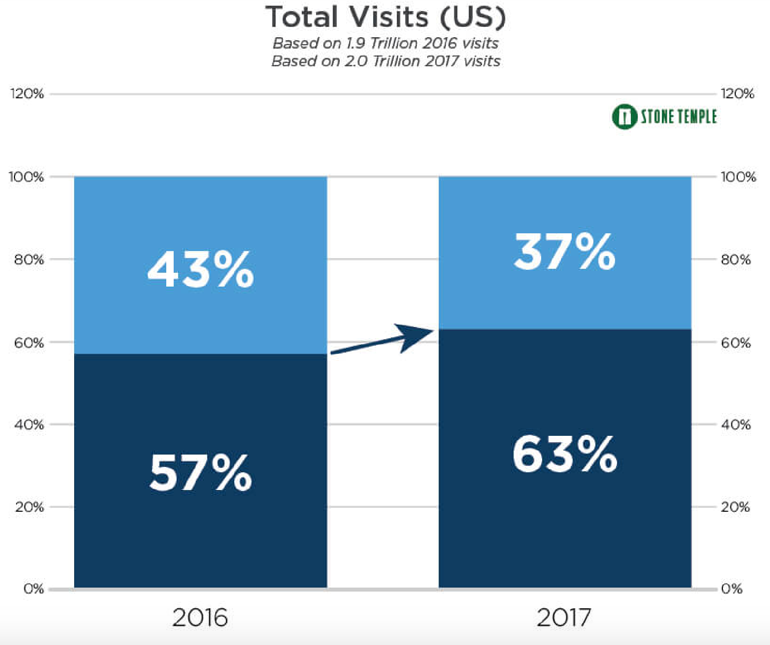 Total Visits (US)
Based on 1.9 Trillion 2016 visits
Based on 2.0 Trillion 2017 visits
120% 120%
STONE TEMPLE
100% 100%
43% 37%
80% 80%
60% 60%
57% 63%
40% 40%
20% 20%
0% 0%
2016 2017